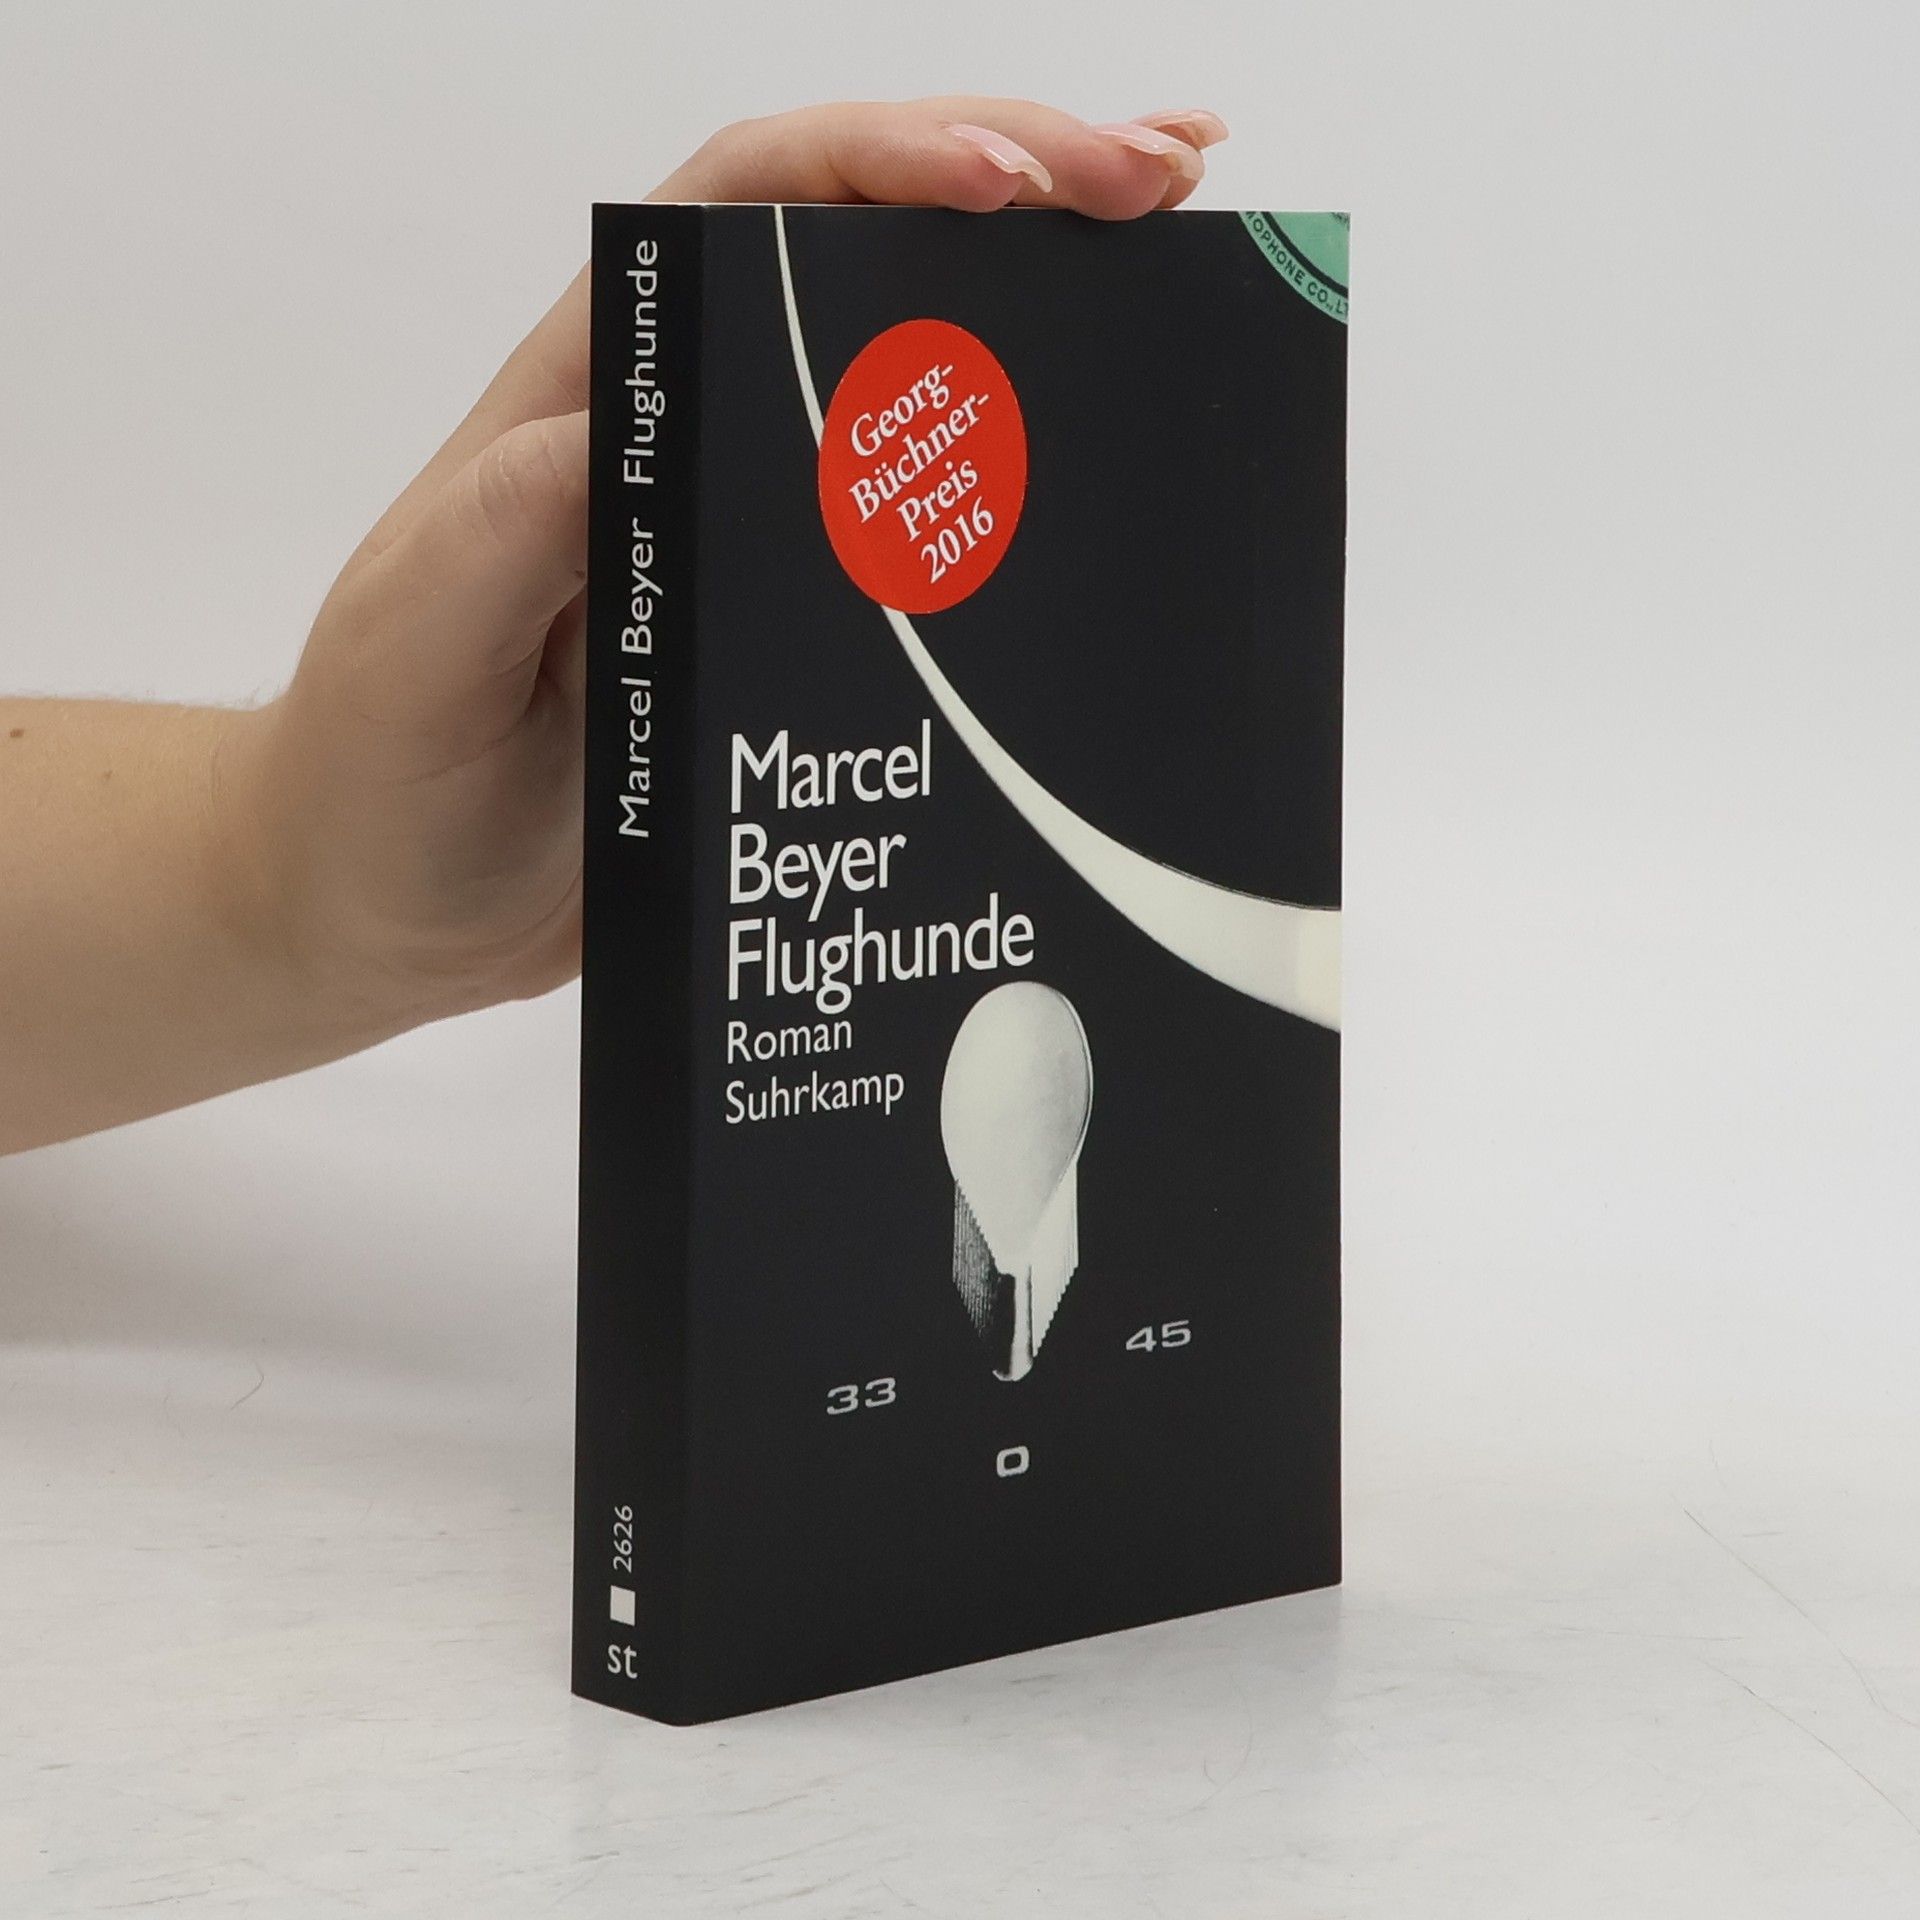 Marcel Beyer Flughunde
st 2626
MOPHONE CO., LT
Georg-
Büchner-
Preis
2016
Marcel
Beyer
Flughunde
Roman
Suhrkamp
33
45
0